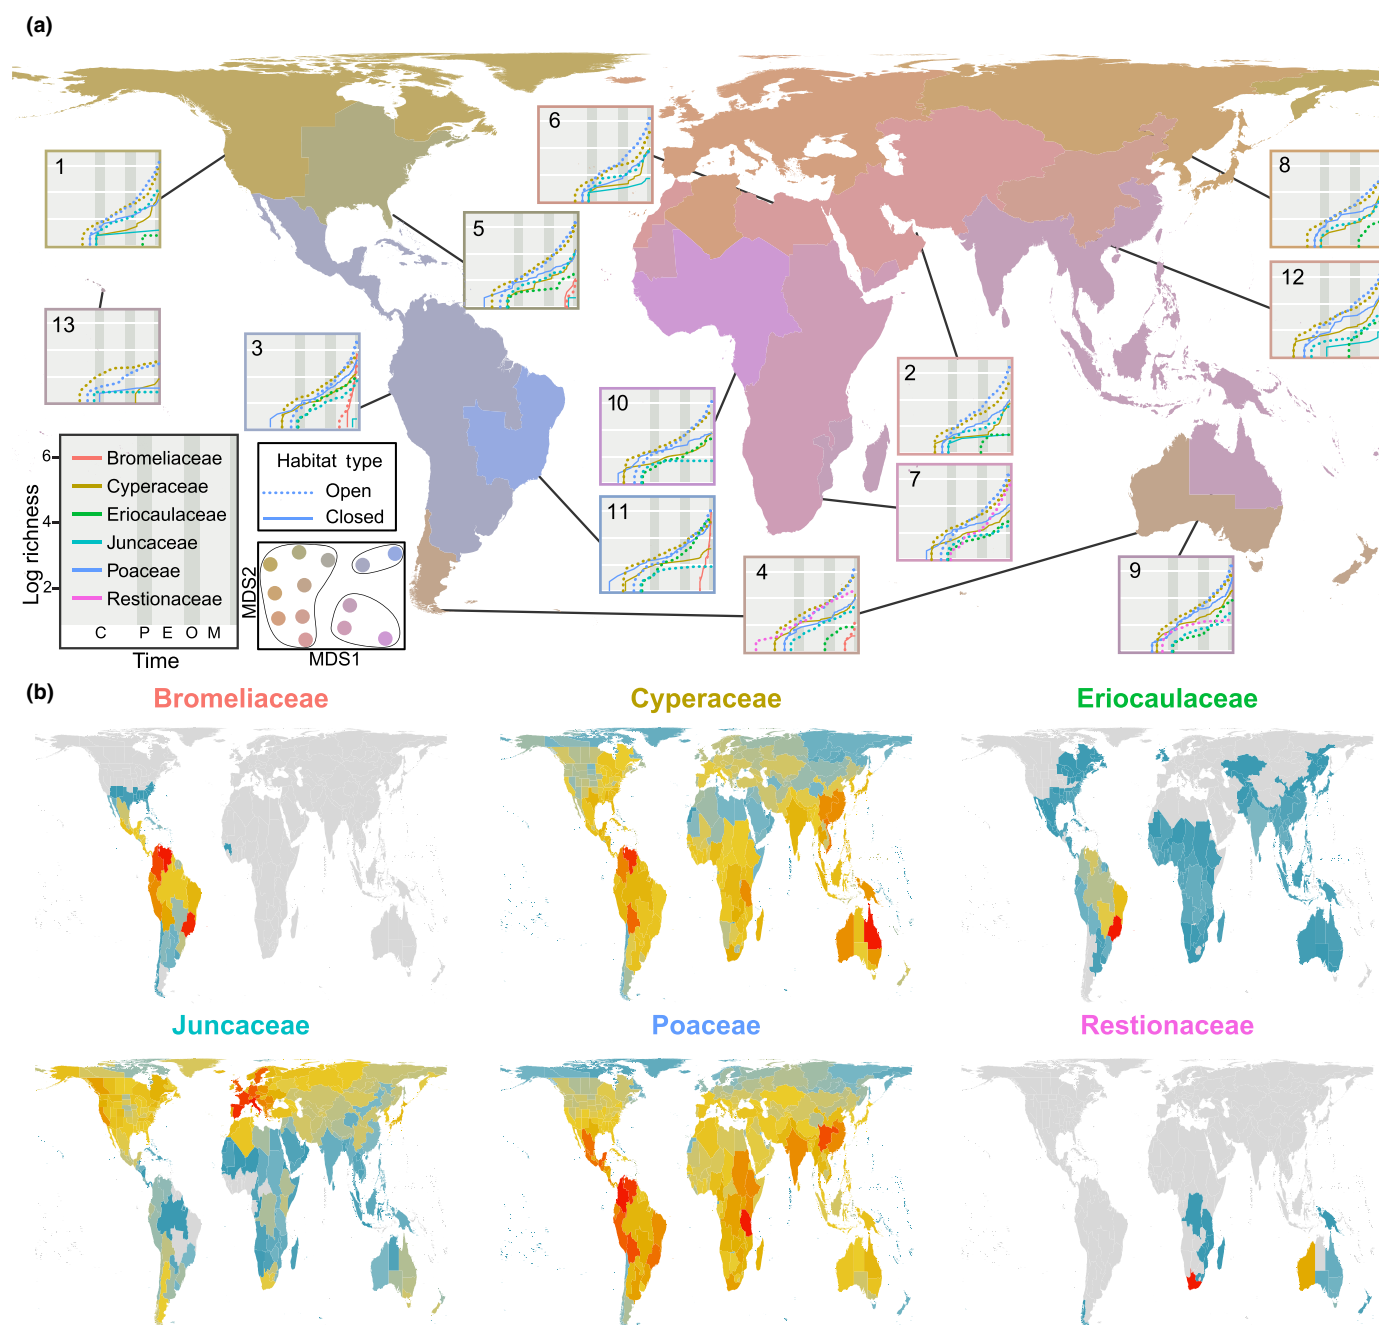 (a)
6
1
8
5
12
13
3
2
10
7
11
4
9
Bromeliaceae
Cyperaceae
Eriocaulaceae
Juncaceae
Poaceae
Restionaceae
6
4
2
Log richness
C P E O M
Time
Habitat type
Open
Closed
MDS2
MDS1
(b)
Bromeliaceae Cyperaceae Eriocaulaceae
Juncaceae Poaceae Restionaceae